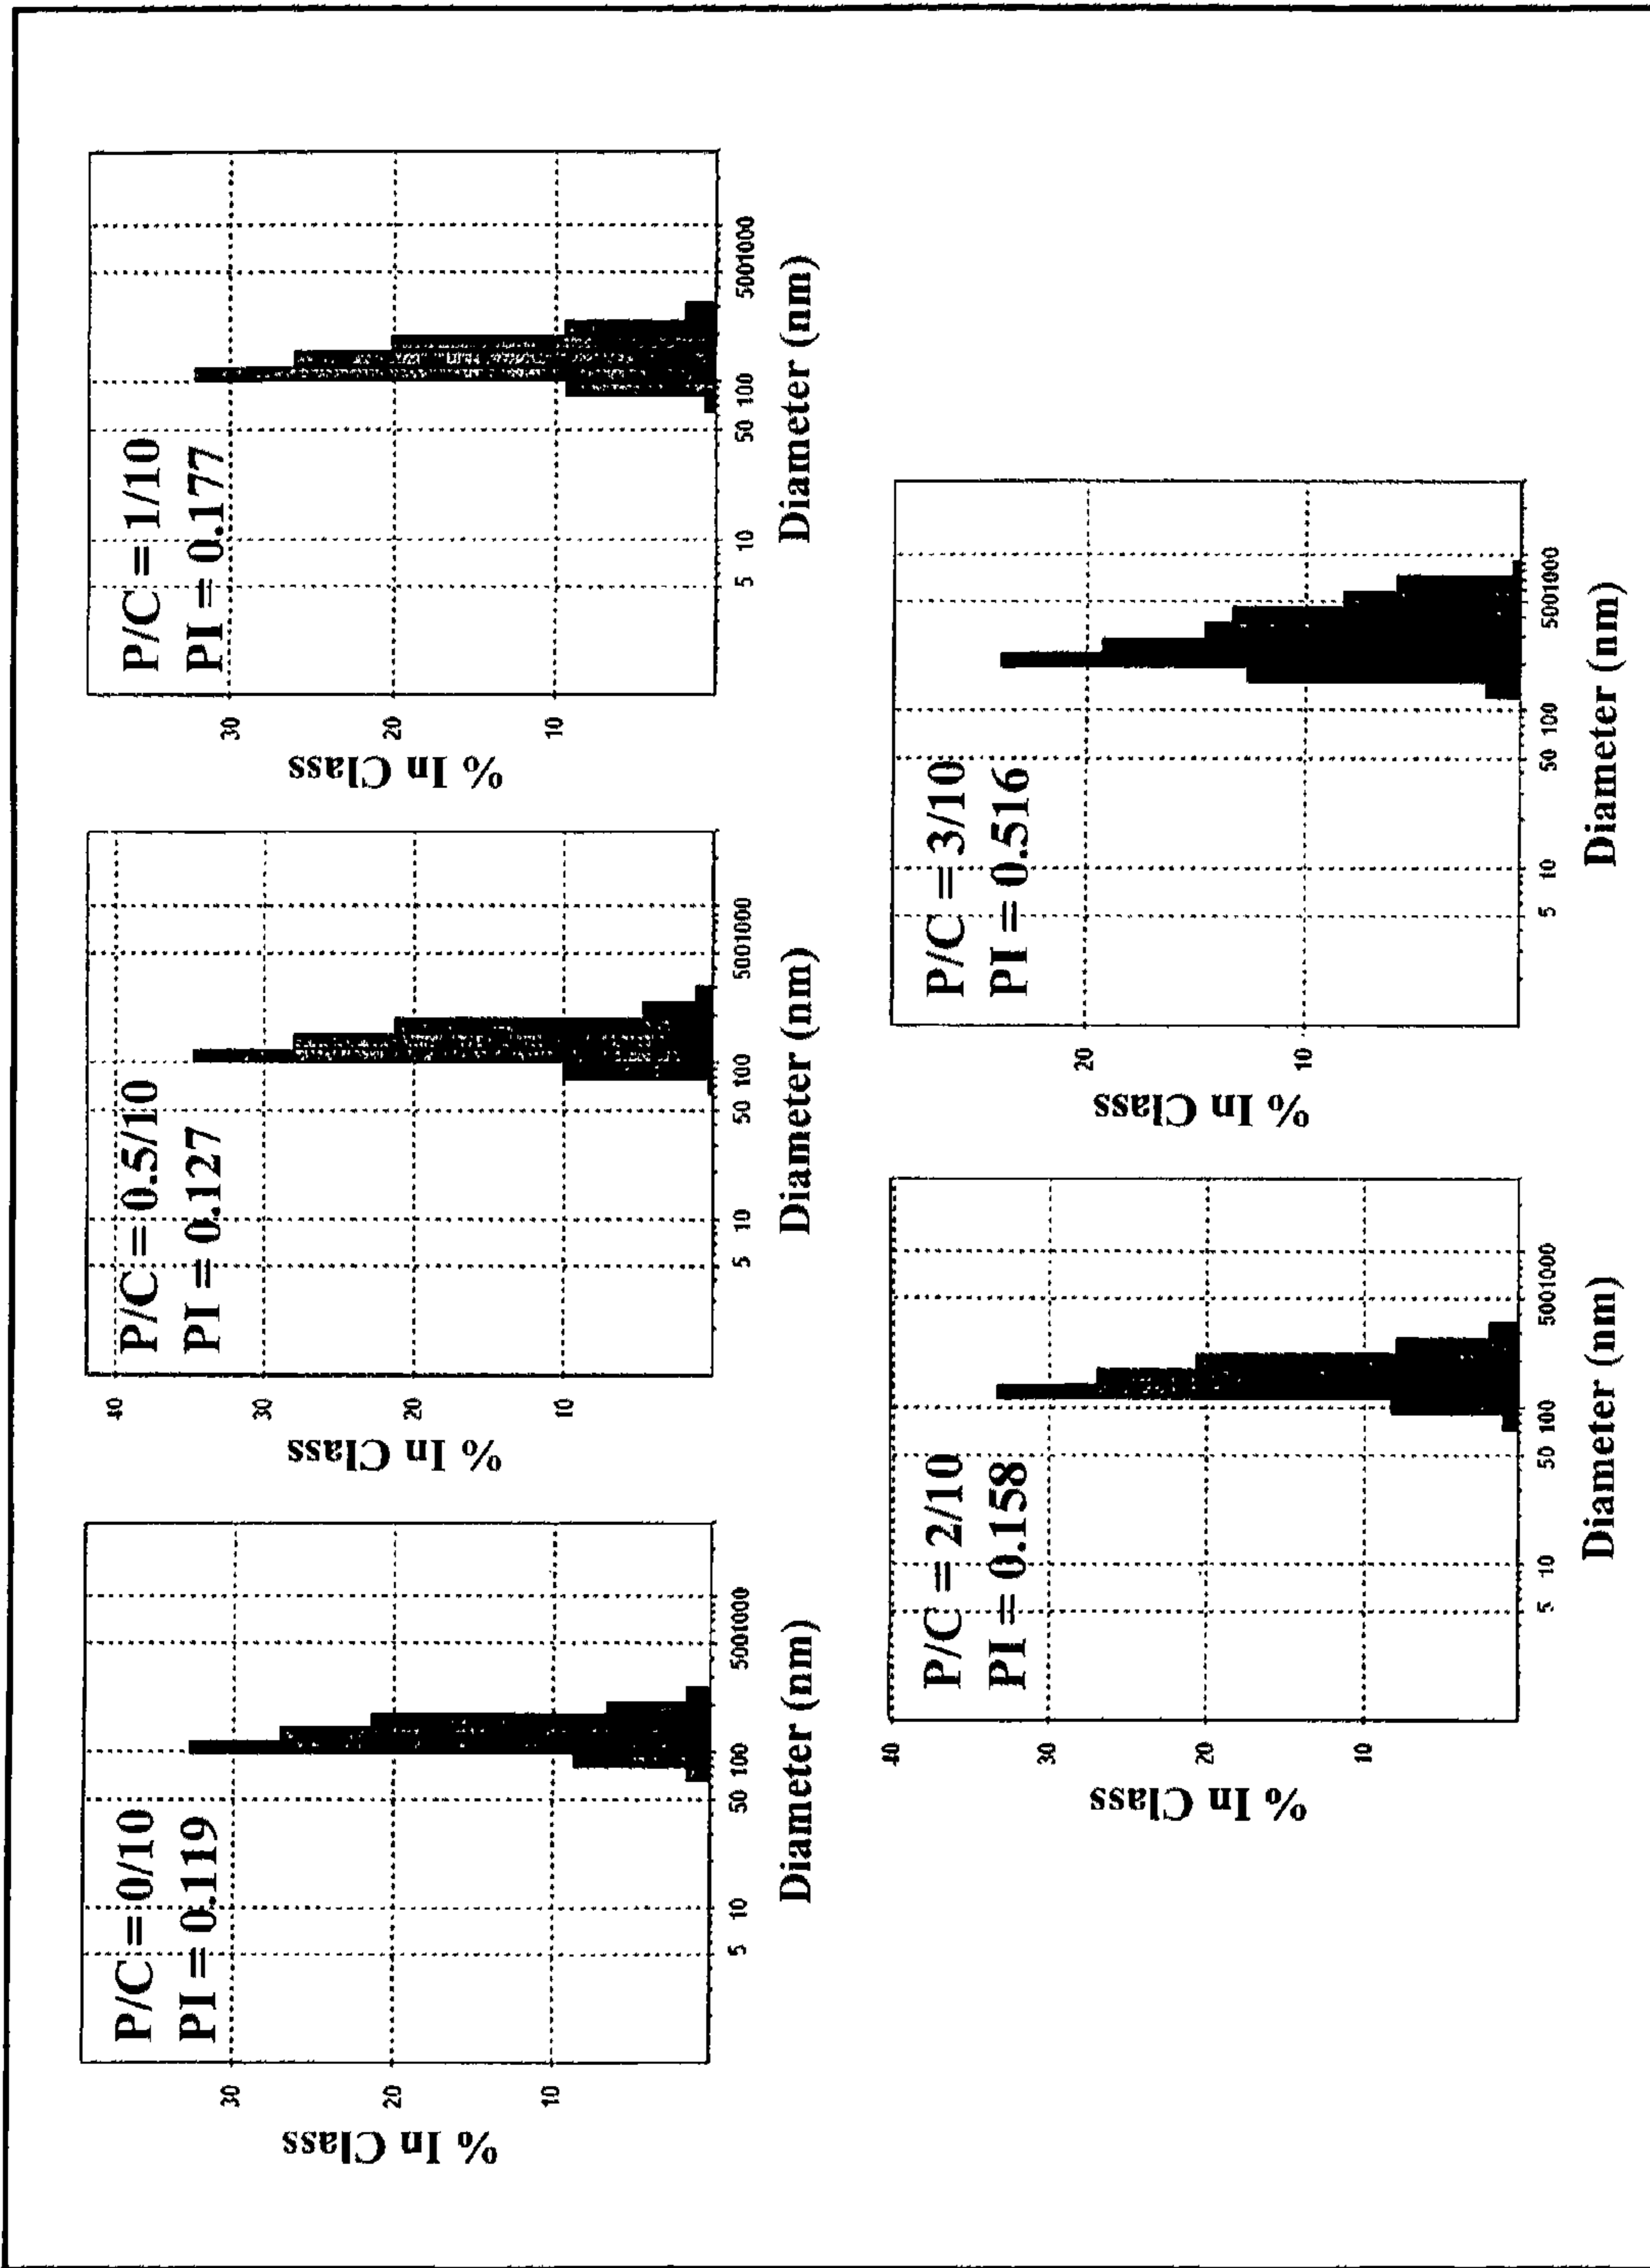 P/C = 0/10
PI = 0.119
% In Class
30
20
10
5 10 50 100 500 1000
Diameter (nm)
P/C = 0.5/10
PI = 0.127
% In Class
40
30
20
10
5 10 50 100 500 1000
Diameter (nm)
P/C = 1/10
PI = 0.177
% In Class
30
20
10
5 10 50 100 500 1000
Diameter (nm)
P/C = 2/10
PI = 0.158
% In Class
40
30
20
10
5 10 50 100 500 1000
Diameter (nm)
P/C = 3/10
PI = 0.516
% In Class
20
10
5 10 50 100 500 1000
Diameter (nm)